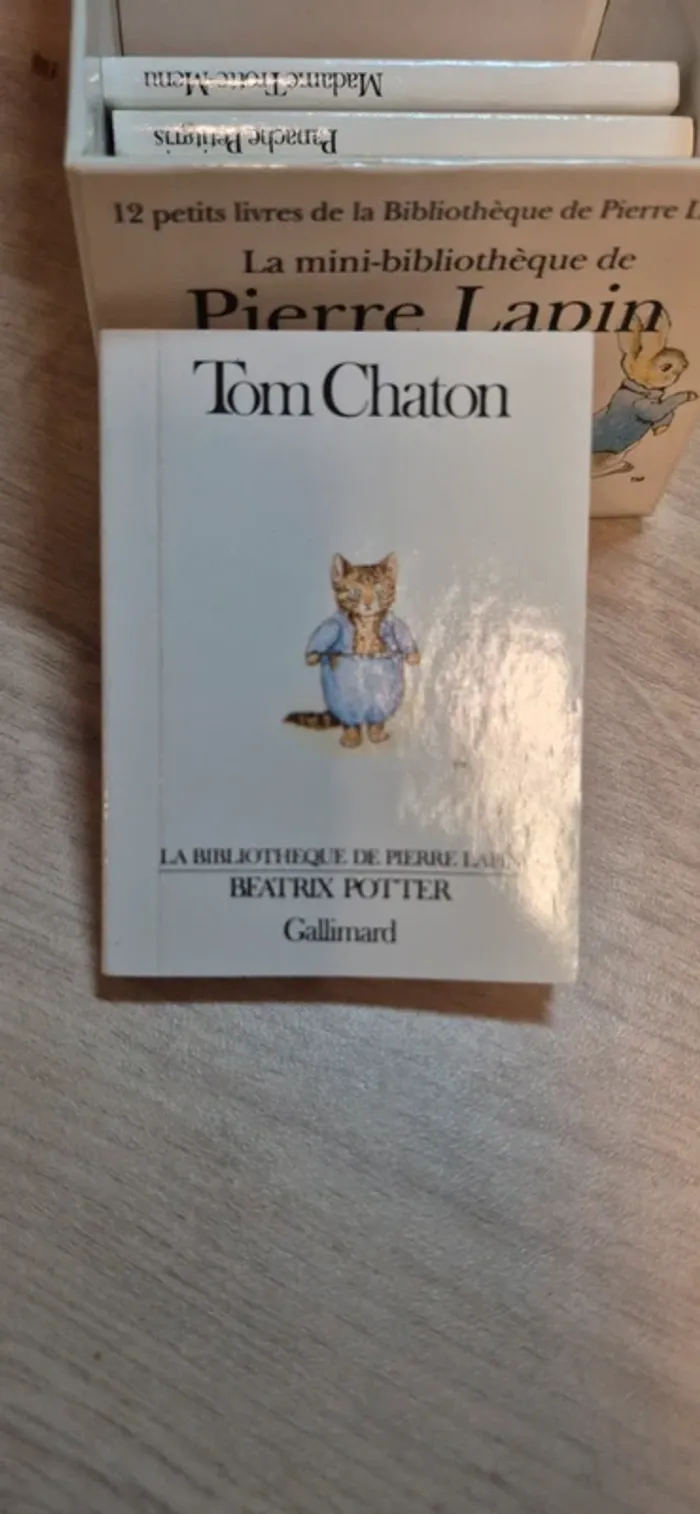 Madame Trotte-Menu
Panache Petitgris
12 petits livres de la Bibliothèque de Pierre L
La mini-bibliothèque de
Pierre Lapin
Tom Chaton
LA BIBLIOTHEQUE DE PIERRE LAPIN
BEATRIX POTTER
Gallimard